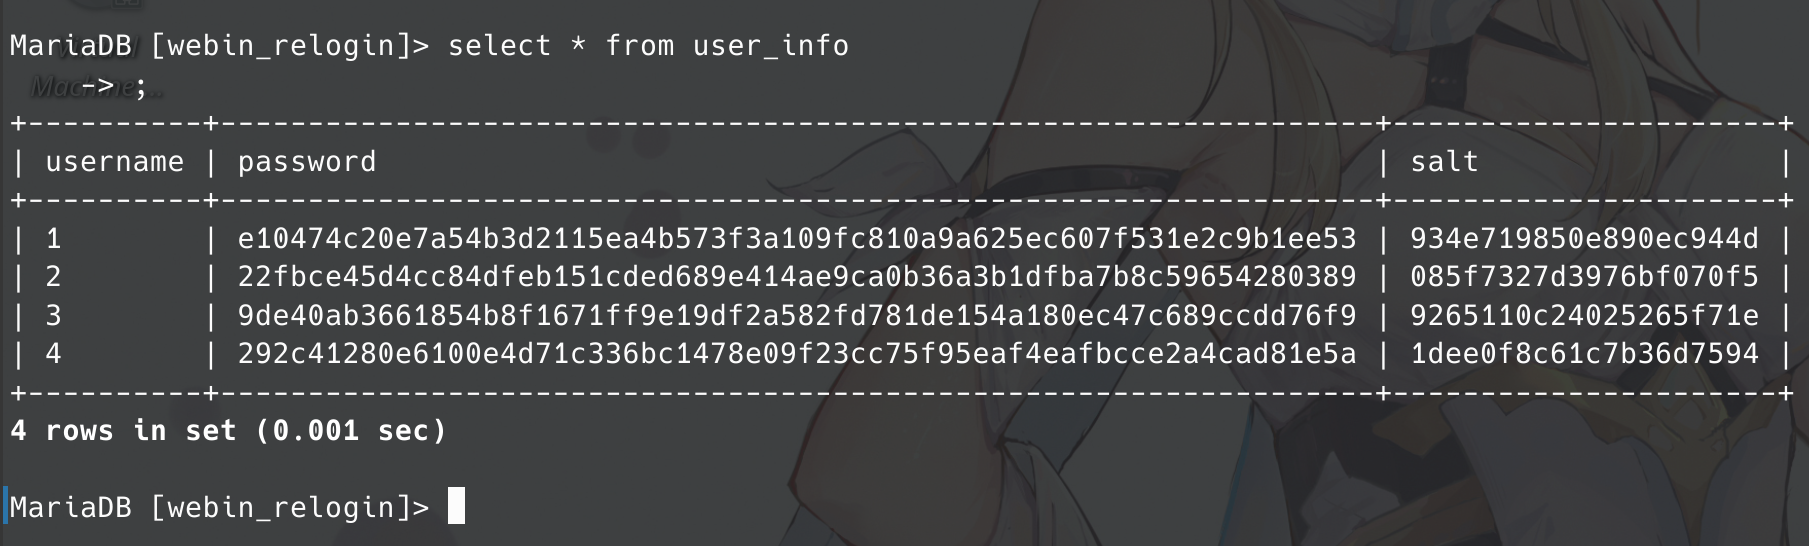 MariaDB [webin_relogin]> select * from user_info
    -> ;
Machine...
+----------+------------------------------------------------------------------+----------------------+
| username | password                                                         | salt                 |
+----------+------------------------------------------------------------------+----------------------+
| 1        | e10474c20e7a54b3d2115ea4b573f3a109fc810a9a625ec607f531e2c9b1ee53 | 934e719850e890ec944d |
| 2        | 22fbce45d4cc84dfeb151cded689e414ae9ca0b36a3b1dfba7b8c59654280389 | 085f7327d3976bf070f5 |
| 3        | 9de40ab3661854b8f1671ff9e19df2a582fd781de154a180ec47c689ccdd76f9 | 9265110c24025265f71e |
| 4        | 292c41280e6100e4d71c336bc1478e09f23cc75f95eaf4eafbcce2a4cad81e5a | 1dee0f8c61c7b36d7594 |
+----------+------------------------------------------------------------------+----------------------+
4 rows in set (0.001 sec)
MariaDB [webin_relogin]>